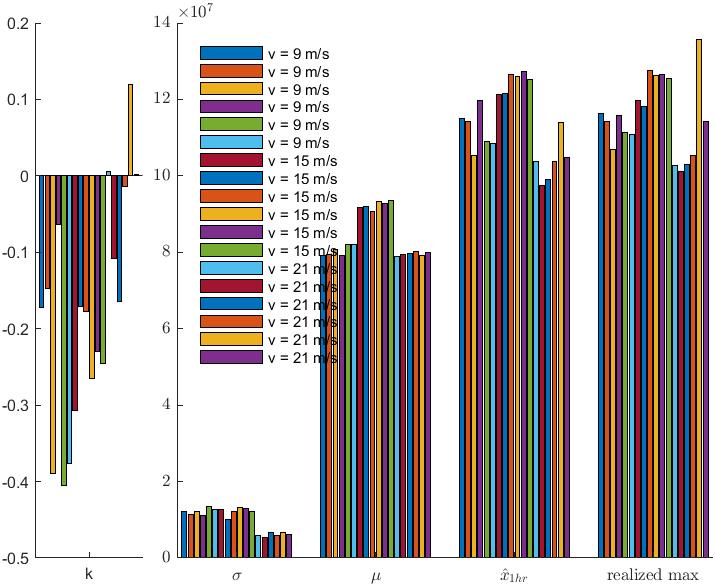 ×10⁷
0.2
0.1
0
-0.1
-0.2
-0.3
-0.4
-0.5
k
14
12
10
8
6
4
2
0
v = 9 m/s
v = 9 m/s
v = 9 m/s
v = 9 m/s
v = 9 m/s
v = 9 m/s
v = 15 m/s
v = 15 m/s
v = 15 m/s
v = 15 m/s
v = 15 m/s
v = 15 m/s
v = 21 m/s
v = 21 m/s
v = 21 m/s
v = 21 m/s
v = 21 m/s
v = 21 m/s
σ
μ
x̂1hr
realized max